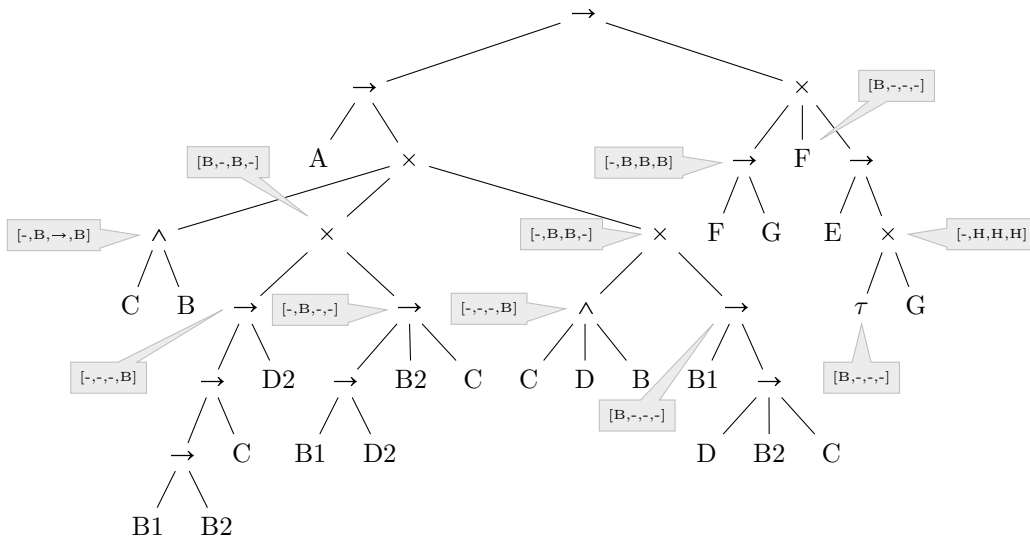 →
→ × [B,-,-,-]
A × [B,-,B,-] [-,B,B,B] → F →
[-,B,→,B] ∧ × [-,B,B,-] × F G E × [-,H,H,H]
C B → [-,B,-,-] → [-,-,-,B] ∧ → τ G
[-,-,-,B] → D2 → B2 C C D B B1 → [B,-,-,-]
[B,-,-,-]
→ C B1 D2 D B2 C
B1 B2